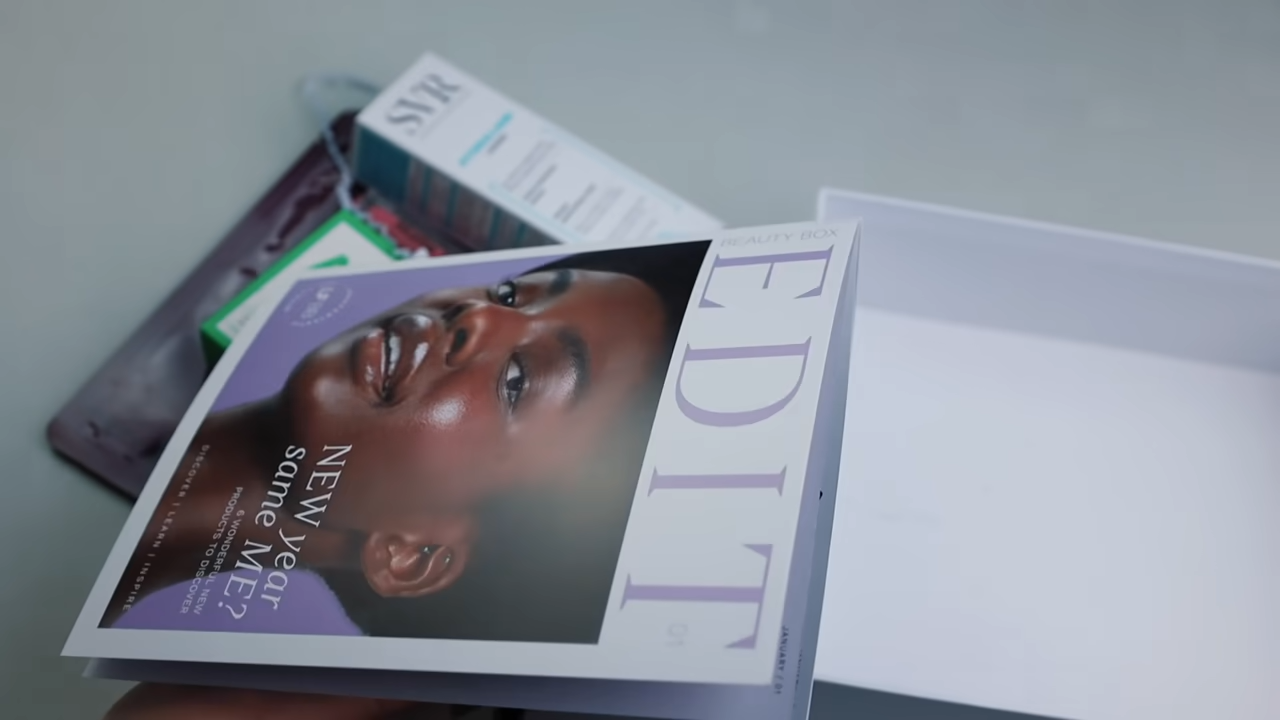 BEAUTY BOX
EDIT
01
JANUARY / 01
NEW year
same ME?
6 WONDERFUL NEW
PRODUCTS TO DISCOVER
DISCOVER | LEARN | INSPIRE
SVR